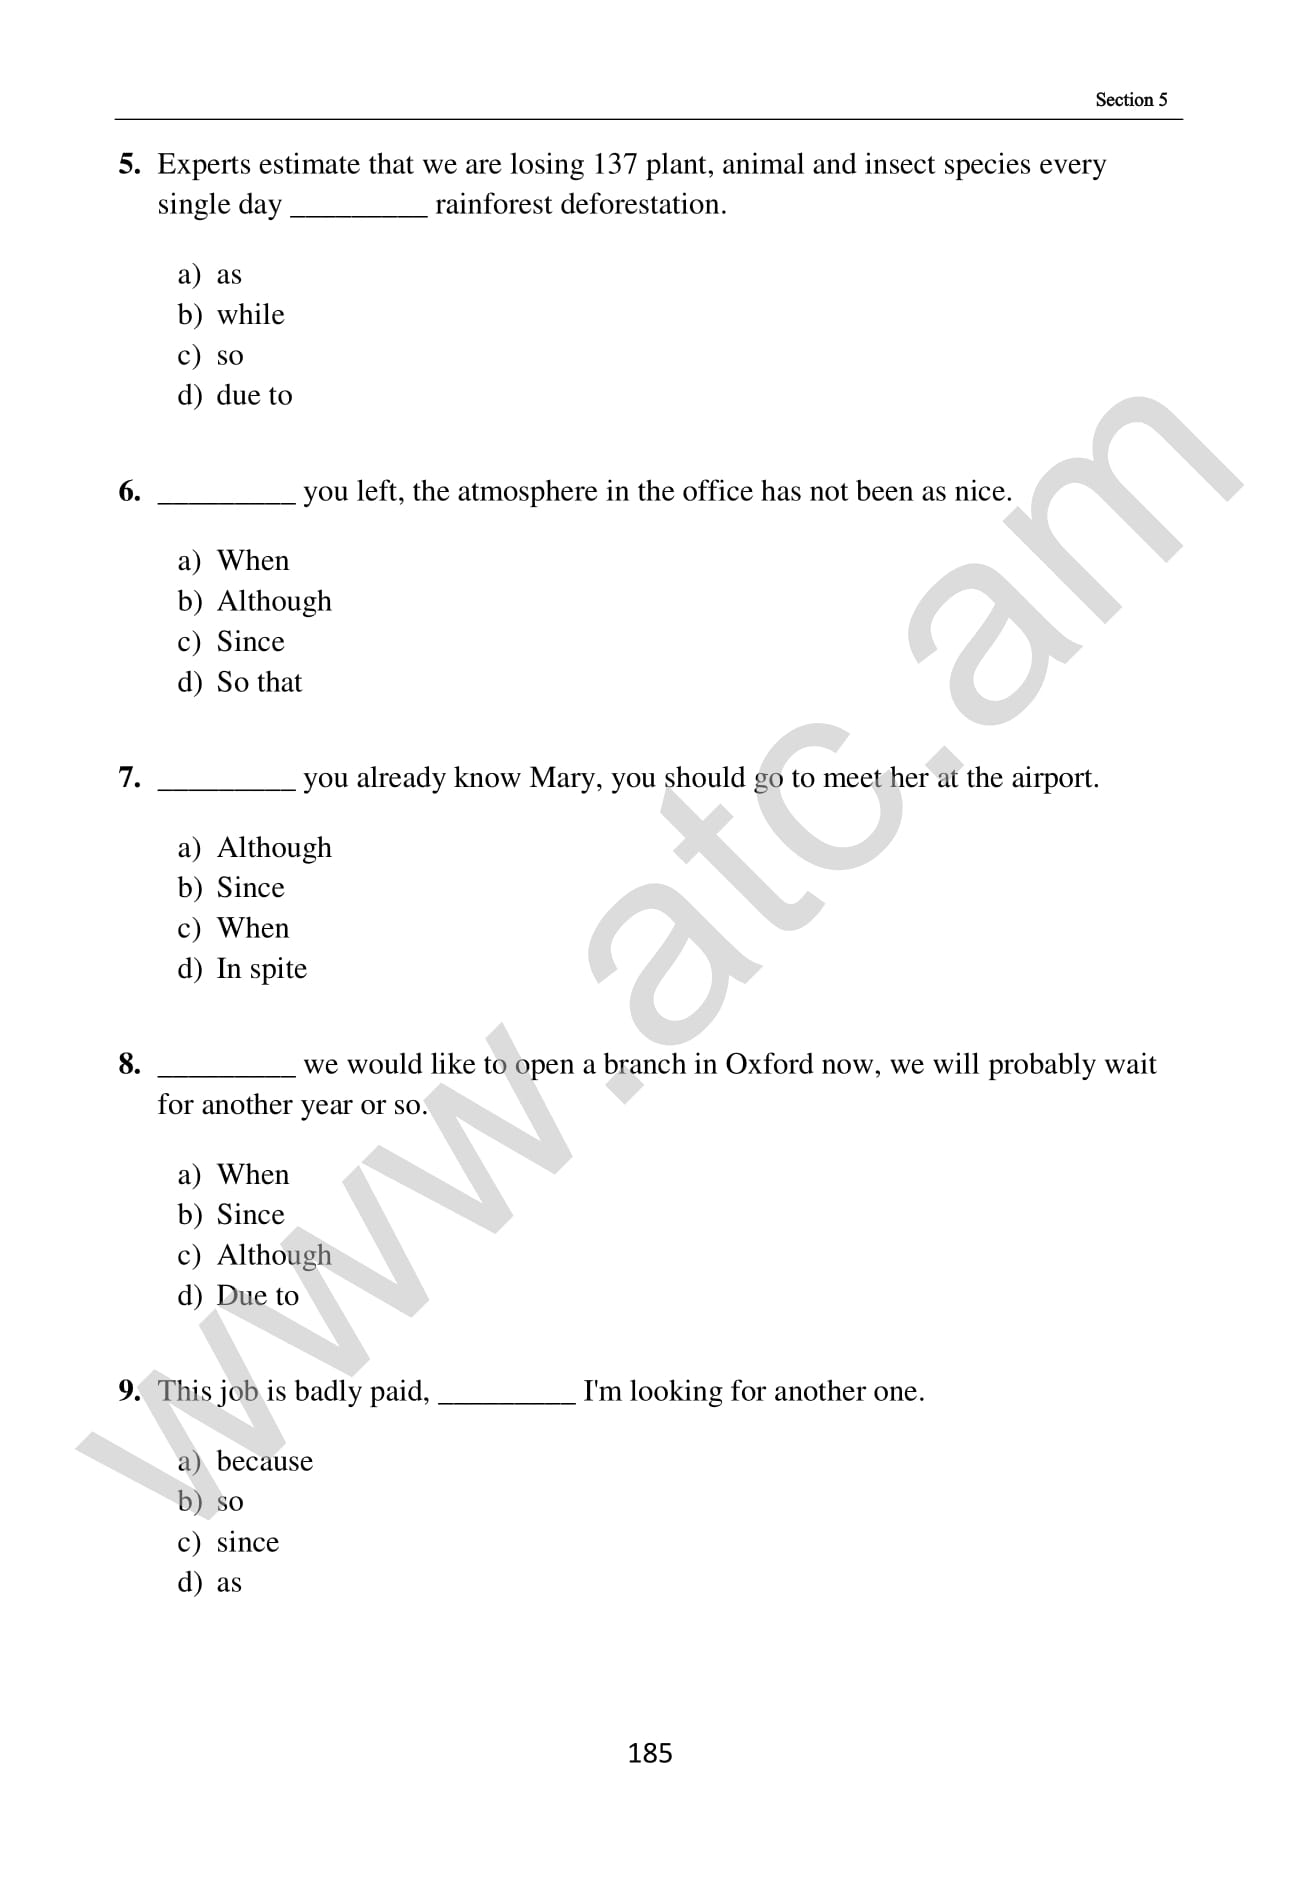 Section 5
5. Experts estimate that we are losing 137 plant, animal and insect species every
single day _________ rainforest deforestation.
a) as
b) while
c) so
d) due to
6. _________ you left, the atmosphere in the office has not been as nice.
a) When
b) Although
c) Since
d) So that
7. _________ you already know Mary, you should go to meet her at the airport.
a) Although
b) Since
c) When
d) In spite
8. _________ we would like to open a branch in Oxford now, we will probably wait
for another year or so.
a) When
b) Since
c) Although
d) Due to
9. This job is badly paid, _________ I'm looking for another one.
a) because
b) so
c) since
d) as
185
www.atc.am